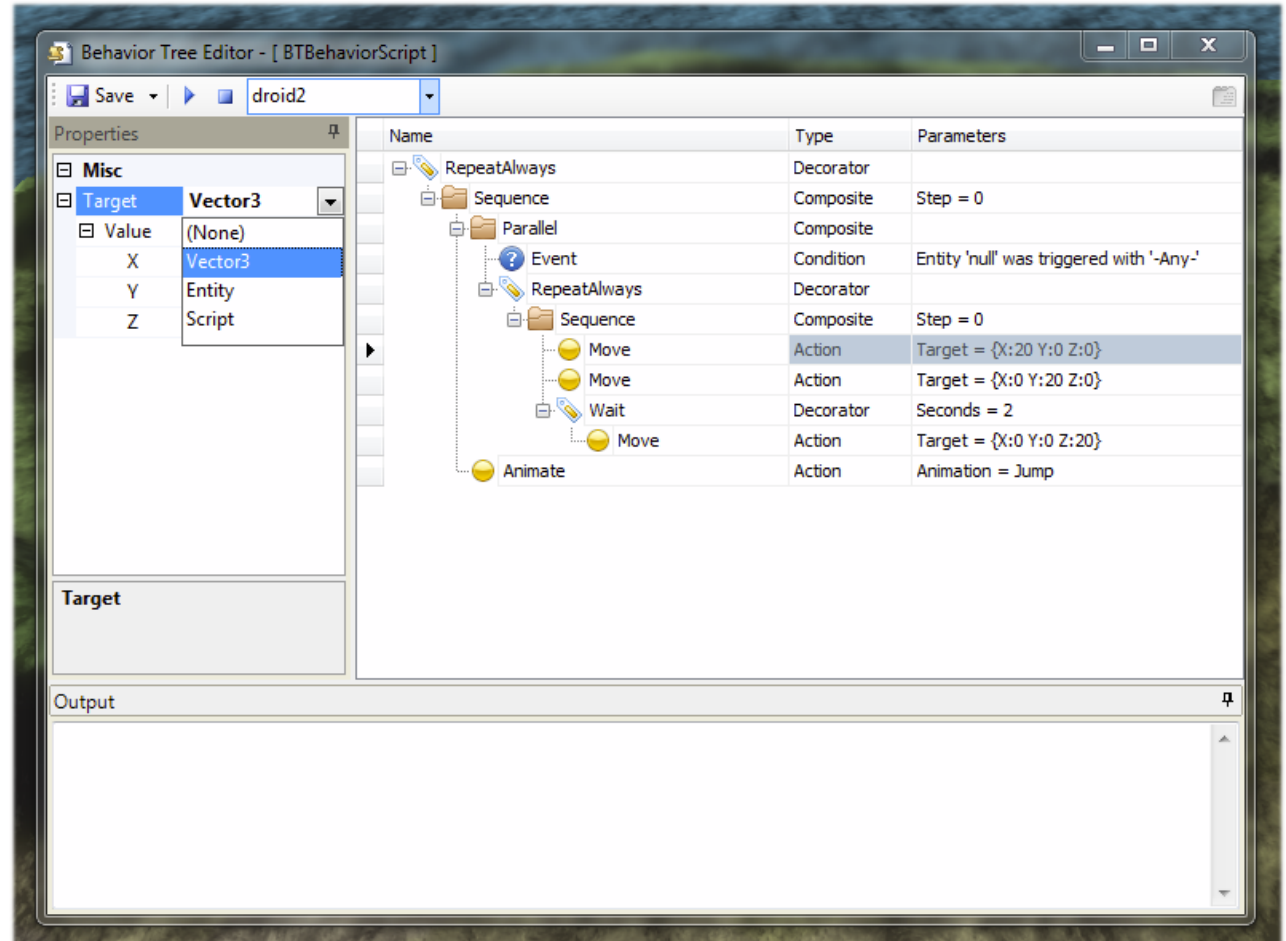 Behavior Tree Editor - [ BTBehaviorScript ]
Save droid2
Properties
Misc
Target Vector3
Value
X
Y
Z
(None)
Vector3
Entity
Script
Target
Name Type Parameters
RepeatAlways Decorator
Sequence Composite Step = 0
Parallel Composite
Event Condition Entity 'null' was triggered with '-Any-'
RepeatAlways Decorator
Sequence Composite Step = 0
Move Action Target = {X:20 Y:0 Z:0}
Move Action Target = {X:0 Y:20 Z:0}
Wait Decorator Seconds = 2
Move Action Target = {X:0 Y:0 Z:20}
Animate Action Animation = Jump
Output